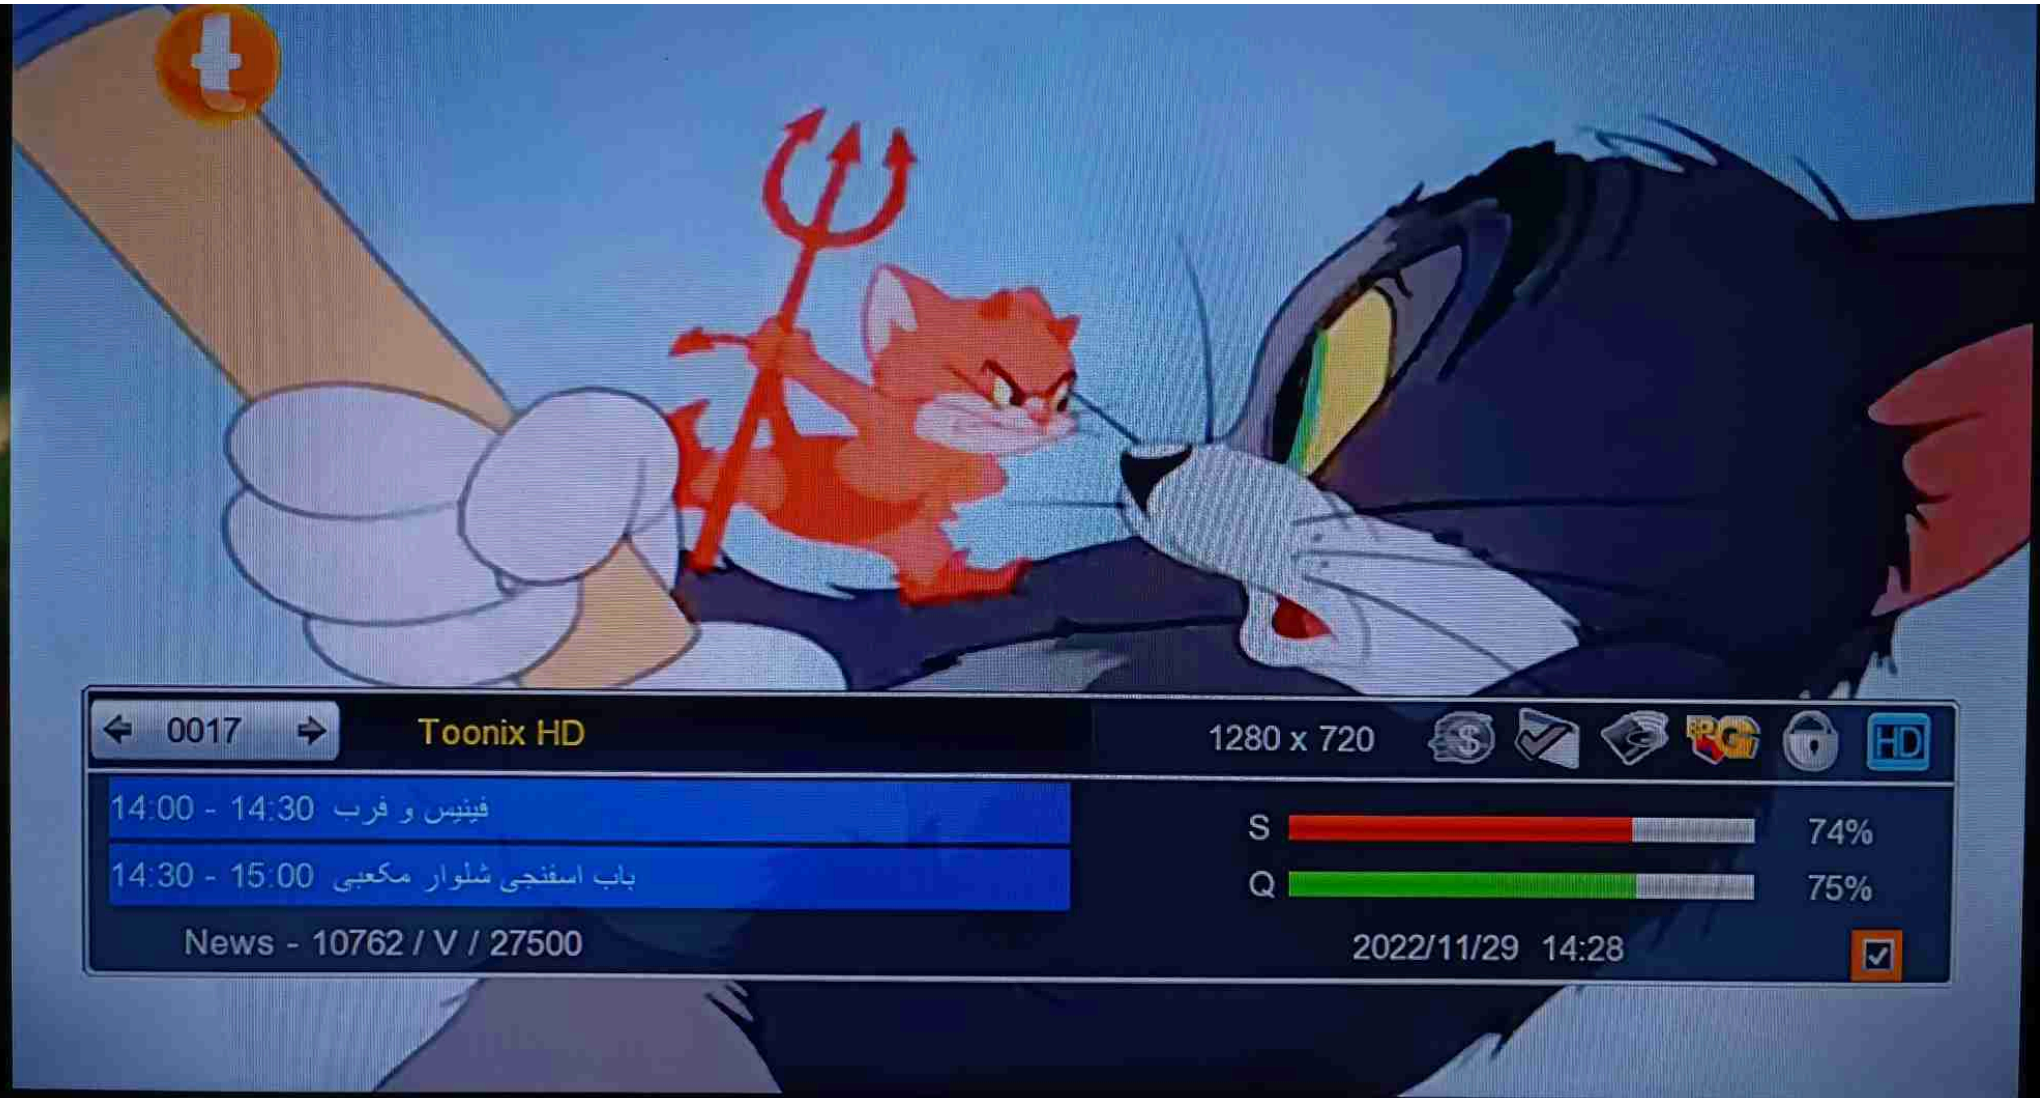 0017 Toonix HD 1280 x 720 HD
14:00 - 14:30 فینیس و فرب
S 74%
14:30 - 15:00 باب اسفنجی شلوار مکعبی
Q 75%
News - 10762 / V / 27500 2022/11/29 14:28